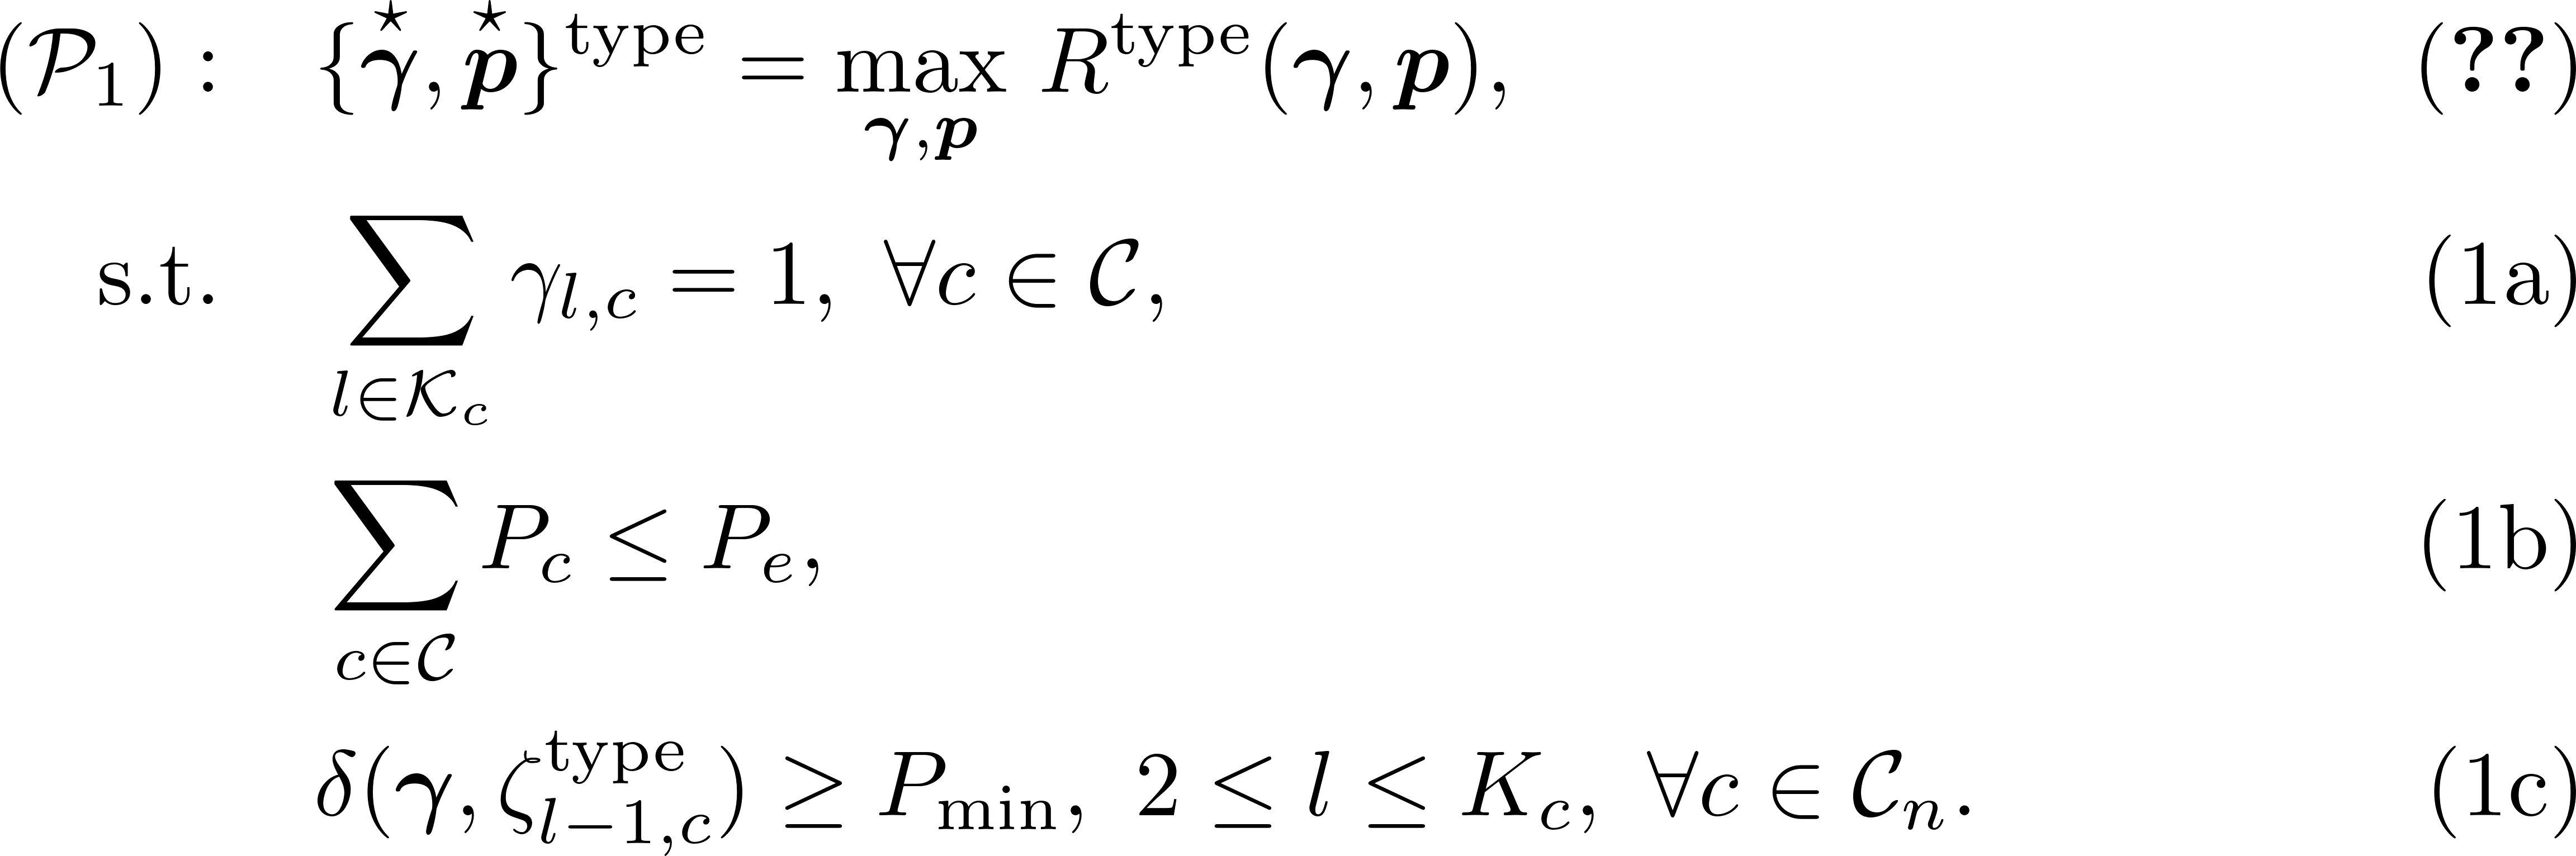 (𝒫₁) : {γ⋆, p⋆}^type = max_{γ,p} R^type(γ, p), (??)
s.t. ∑_{l∈𝒦_c} γ_{l,c} = 1, ∀c ∈ 𝒞, (1a)
∑_{c∈𝒞} P_c ≤ P_e, (1b)
δ(γ, ζ^type_{l−1,c}) ≥ P_min, 2 ≤ l ≤ K_c, ∀c ∈ 𝒞_n. (1c)